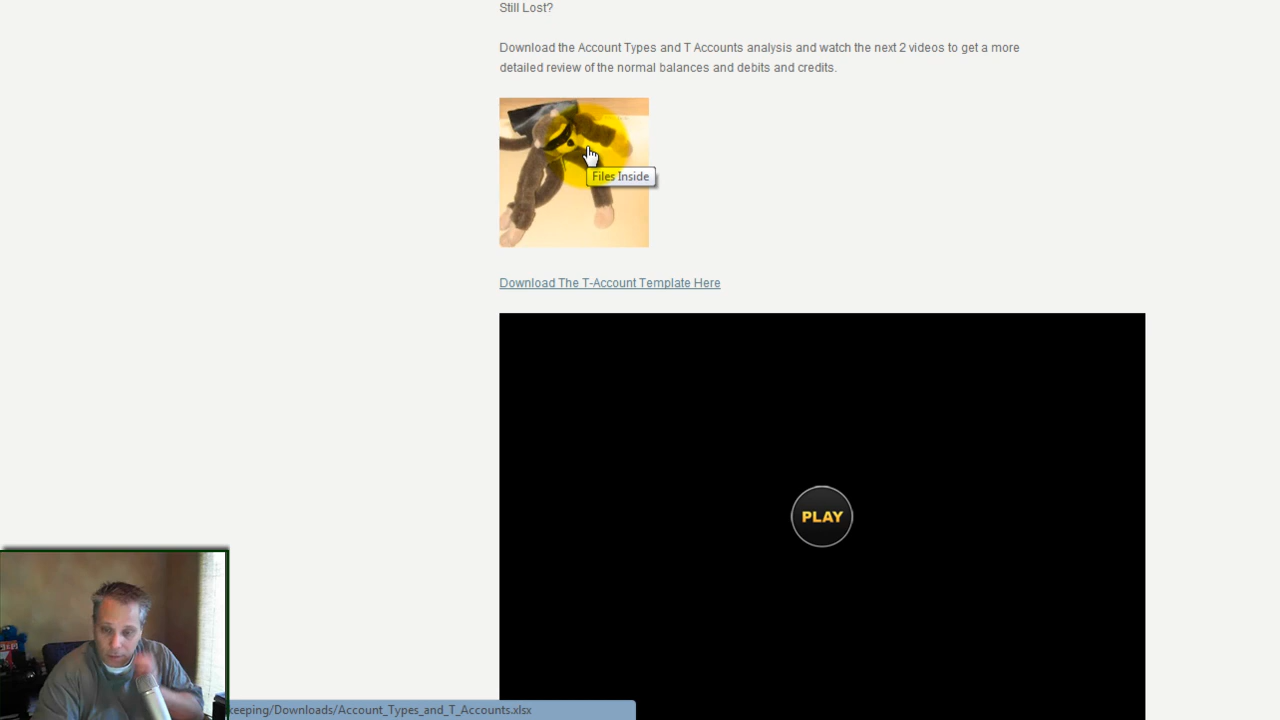 Still Lost?
Download the Account Types and T Accounts analysis and watch the next 2 videos to get a more
detailed review of the normal balances and debits and credits.
Files Inside
Download The T-Account Template Here
PLAY
keeping/Downloads/Account_Types_and_T_Accounts.xlsx